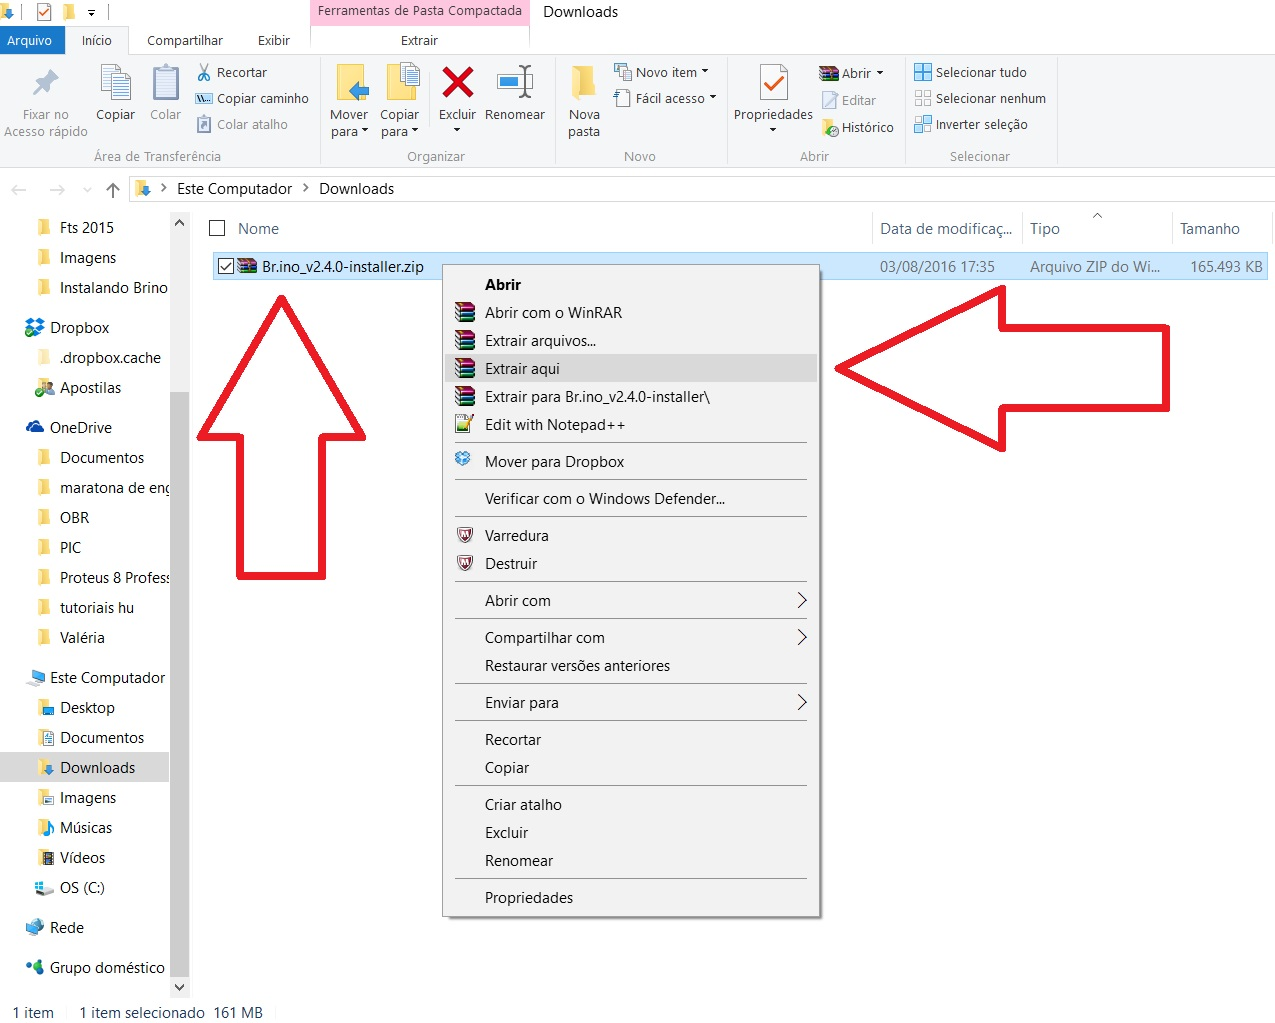 Ferramentas de Pasta Compactada
Downloads
Arquivo
Início
Compartilhar
Exibir
Extrair
Fixar no
Acesso rápido
Copiar
Colar
Recortar
Copiar caminho
Colar atalho
Área de Transferência
Mover
para
Copiar
para
Excluir
Renomear
Organizar
Nova
pasta
Novo item
Fácil acesso
Novo
Propriedades
Abrir
Editar
Histórico
Abrir
Selecionar tudo
Selecionar nenhum
Inverter seleção
Selecionar
Este Computador
Downloads
Fts 2015
Imagens
Instalando Brino
Dropbox
.dropbox.cache
Apostilas
OneDrive
Documentos
maratona de eng
OBR
PIC
Proteus 8 Profess
tutoriais hu
Valéria
Este Computador
Desktop
Documentos
Downloads
Imagens
Músicas
Vídeos
OS (C:)
Rede
Grupo doméstico
Nome
Data de modificaç...
Tipo
Tamanho
Br.ino_v2.4.0-installer.zip
03/08/2016 17:35
Arquivo ZIP do Wi...
165.493 KB
Abrir
Abrir com o WinRAR
Extrair arquivos...
Extrair aqui
Extrair para Br.ino_v2.4.0-installer\
Edit with Notepad++
Mover para Dropbox
Verificar com o Windows Defender...
Varredura
Destruir
Abrir com
Compartilhar com
Restaurar versões anteriores
Enviar para
Recortar
Copiar
Criar atalho
Excluir
Renomear
Propriedades
1 item
1 item selecionado 161 MB